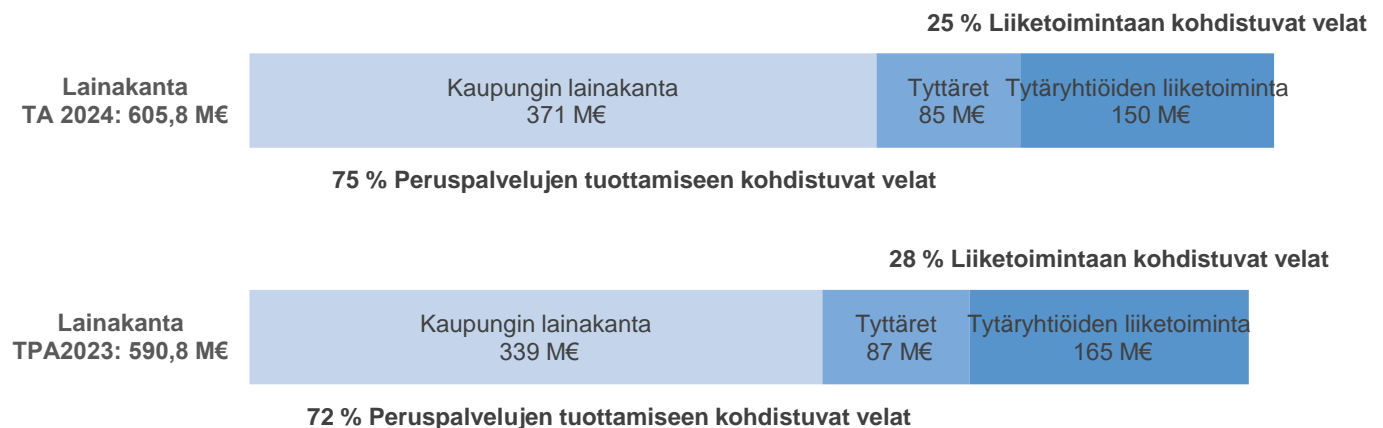 25 % Liiketoimintaan kohdistuvat velat
Lainakanta
TA 2024: 605,8 M€
Kaupungin lainakanta
371 M€
Tyttäret
85 M€
Tytäryhtiöiden liiketoiminta
150 M€
75 % Peruspalvelujen tuottamiseen kohdistuvat velat
28 % Liiketoimintaan kohdistuvat velat
Lainakanta
TPA2023: 590,8 M€
Kaupungin lainakanta
339 M€
Tyttäret
87 M€
Tytäryhtiöiden liiketoiminta
165 M€
72 % Peruspalvelujen tuottamiseen kohdistuvat velat